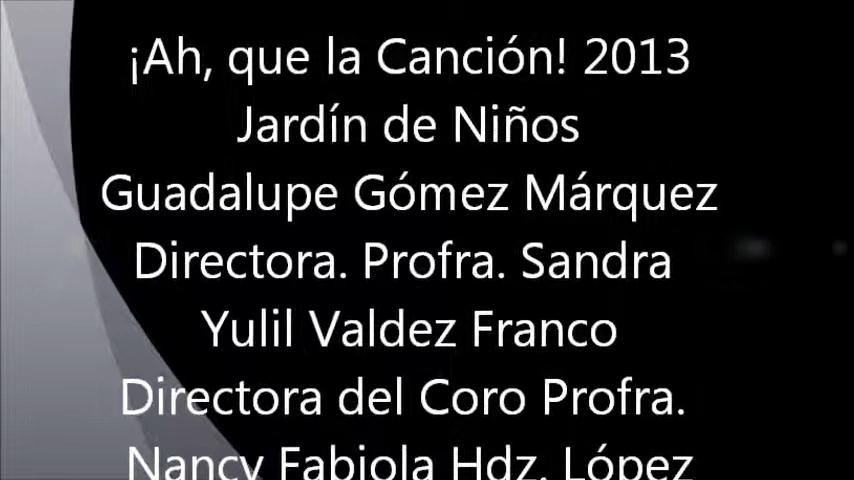 ¡Ah, que la Canción! 2013
Jardín de Niños
Guadalupe Gómez Márquez
Directora. Profra. Sandra
Yulil Valdez Franco
Directora del Coro Profra.
Nancy Fabiola Hdz. López